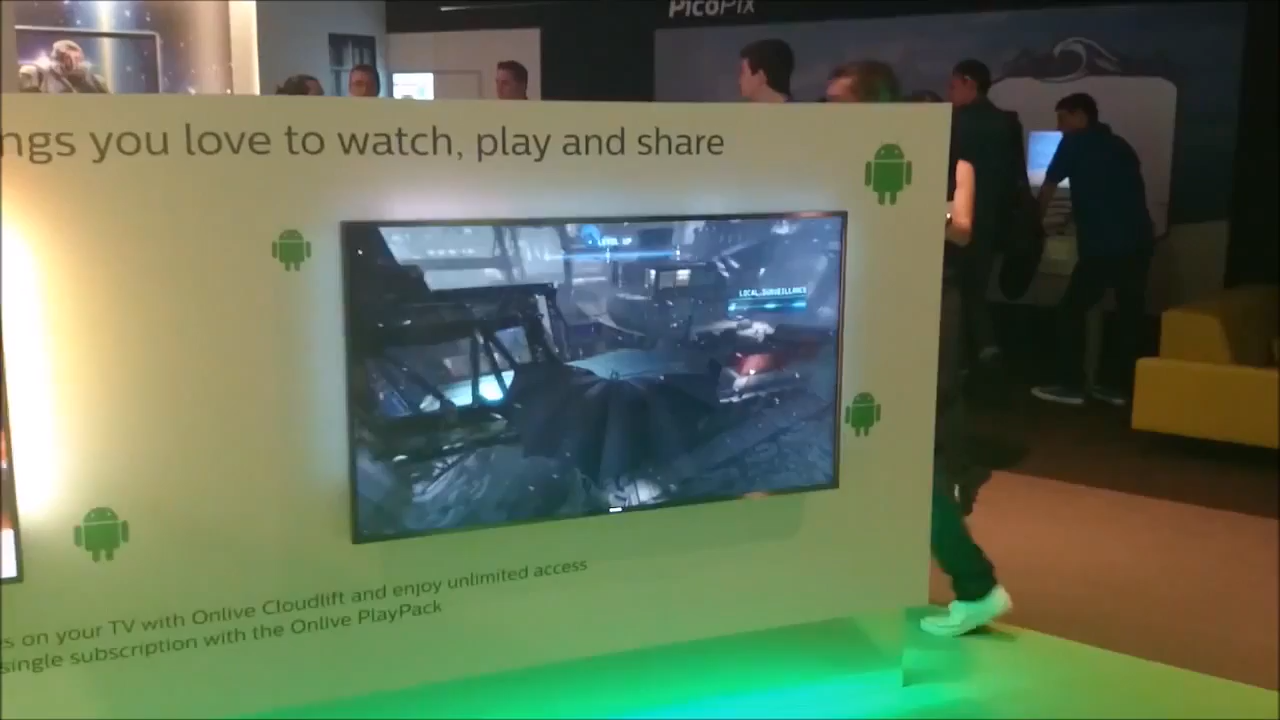 PicoPix
ngs you love to watch, play and share
LEVEL UP
LOCAL SURVEILLANCE
s on your TV with Onlive Cloudlift and enjoy unlimited access
single subscription with the Onlive PlayPack